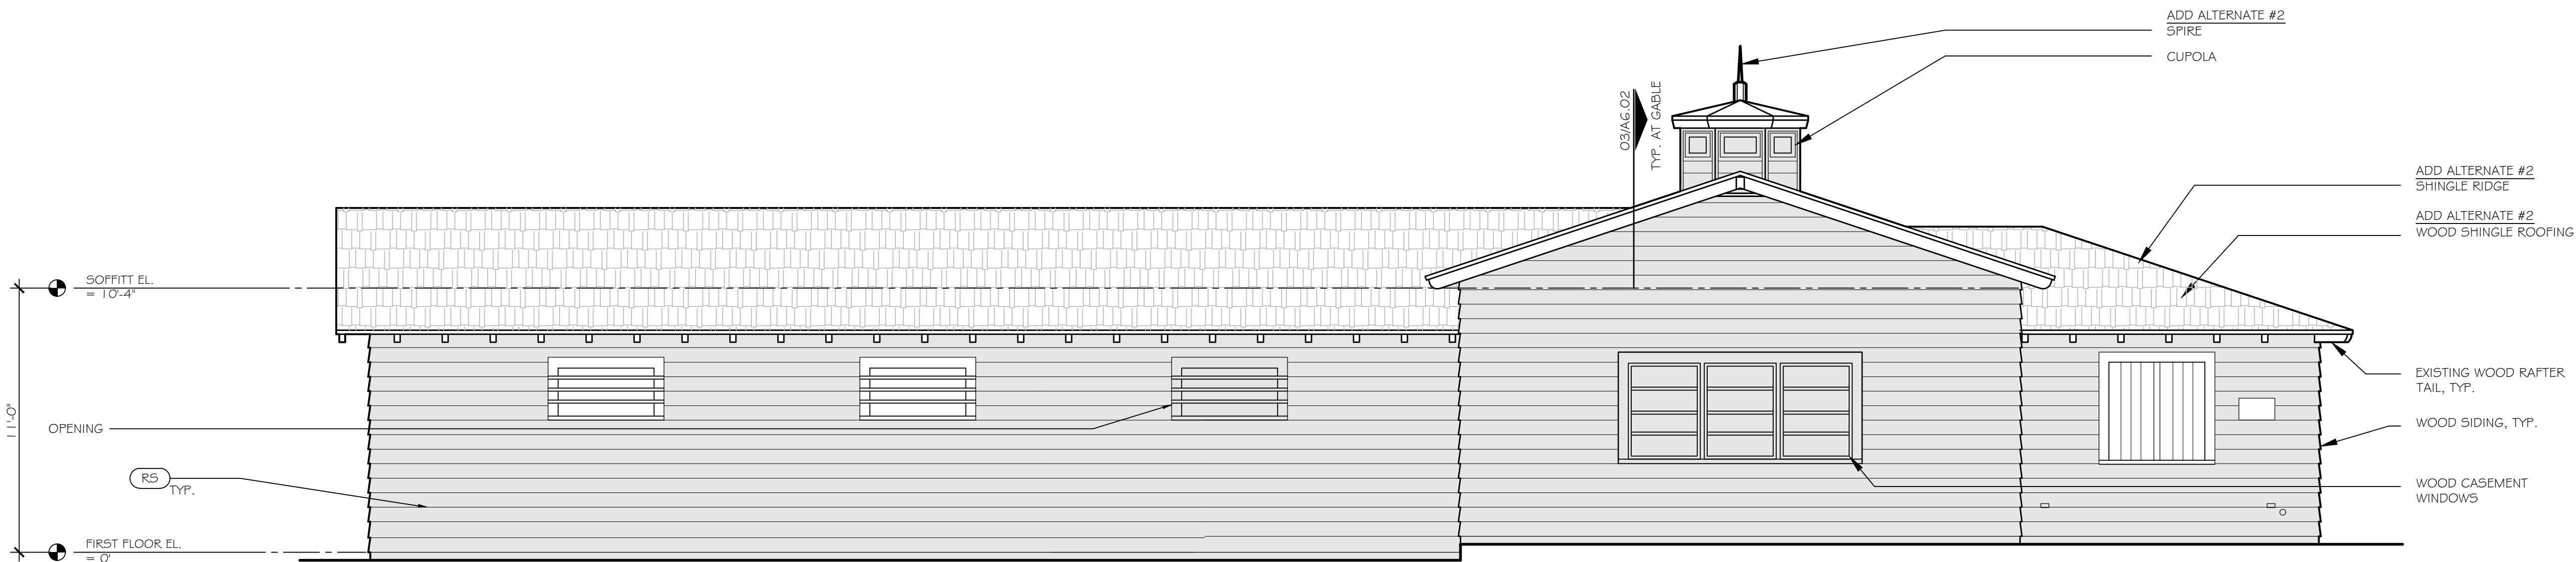 ADD ALTERNATE #2
SPIRE
CUPOLA
03/A6.02
TYP. AT GABLE
ADD ALTERNATE #2
SHINGLE RIDGE
ADD ALTERNATE #2
WOOD SHINGLE ROOFING
SOFFITT EL.
= 10'-4"
11'-0"
EXISTING WOOD RAFTER
TAIL, TYP.
OPENING
WOOD SIDING, TYP.
RS
TYP.
WOOD CASEMENT
WINDOWS
FIRST FLOOR EL.
= 0'